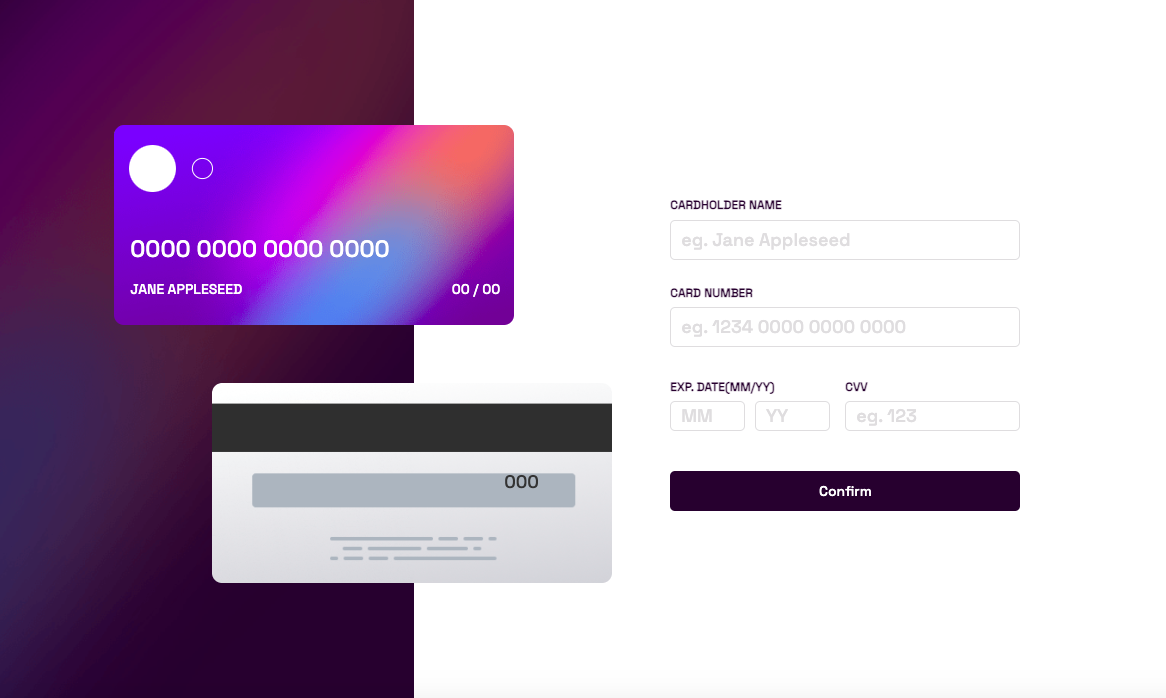 0000 0000 0000 0000
JANE APPLESEED 00 / 00
000
CARDHOLDER NAME
eg. Jane Appleseed
CARD NUMBER
eg. 1234 0000 0000 0000
EXP. DATE(MM/YY) CVV
MM YY eg. 123
Confirm